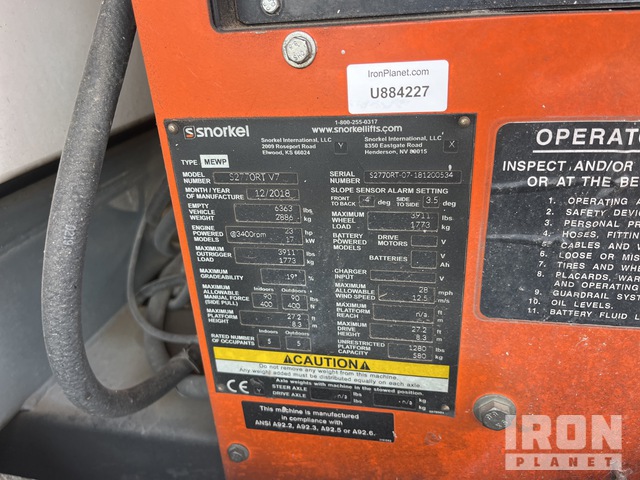 IronPlanet.com
U884227
snorkel
1-800-255-0317
www.snorkellifts.com
Snorkel International, LLC
2009 Roseport Road
Elwood, KS 66024
Snorkel International, LLC
8350 Eastgate Road
Henderson, NV 90015
X
TYPE MEWP
MODEL NUMBER S2770RT V7
SERIAL NUMBER S2770RT-07-181200534
MONTH / YEAR OF MANUFACTURE 12/2018
SLOPE SENSOR ALARM SETTING
FRONT TO BACK 4 deg SIDE TO SIDE 3.5 deg
EMPTY VEHICLE WEIGHT 6363 lbs 2886 kg
MAXIMUM WHEEL LOAD 3911 lbs 1773 kg
ENGINE POWERED MODELS @3400rpm 23 hp 17 kW
BATTERY POWERED MODELS DRIVE MOTORS
BATTERIES V AH
MAXIMUM OUTRIGGER LOAD 3911 lbs 1773 kg
CHARGER INPUT
MAXIMUM GRADEABILITY 19°
MAXIMUM ALLOWABLE WIND SPEED 28 mph 12.5 m/s
MAXIMUM ALLOWABLE MANUAL FORCE (SIDE PULL) Indoors 90 400 Outdoors 90 400 lbs N
MAXIMUM PLATFORM REACH n/a ft n/a m
MAXIMUM PLATFORM HEIGHT 27.2 ft 8.3 m
MAXIMUM DRIVE HEIGHT 27.2 ft 8.3 m
RATED NUMBER OF OCCUPANTS Indoors 5 Outdoors 5
UNRESTRICTED PLATFORM CAPACITY 1280 lbs 580 kg
CAUTION
Do not remove any weight from this machine.
Any weight added must be distributed equally on each axle.
Axle weights with machine in the stowed position.
CE
STEER AXLE n/a lbs n/a kg
DRIVE AXLE lbs kg
This machine is manufactured
in compliance with
ANSI A92.2, A92.3, A92.5 or A92.6.
OPERATO
INSPECT AND/OR
OR AT THE BE
1. OPERATING A
2. SAFETY DEVI
3. PERSONAL PR
4. HOSES, FITTIN
5. CABLES AND
6. LOOSE OR MIS
7. TIRES AND WHE
8. PLACARDS, WAR
AND OPERATING
9. GUARDRAIL SYSTEM
10. OIL LEVELS.
11. BATTERY FLUID L
IRON
PLANET